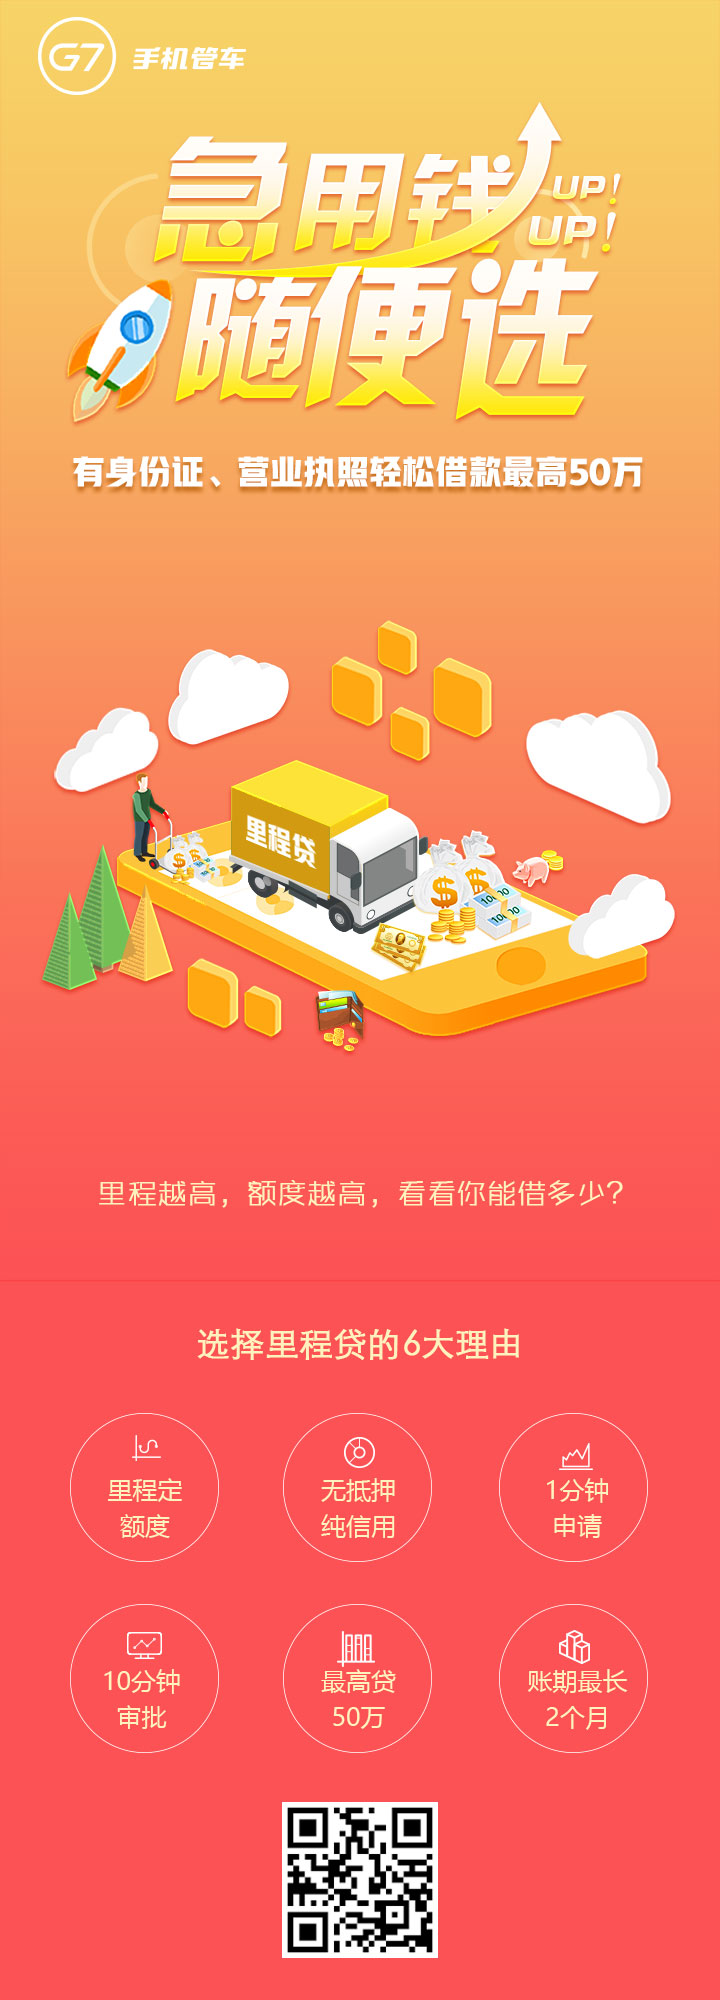 G7 手机管车
急用钱
UP!
UP!
随便选
有身份证、营业执照轻松借款最高50万
里程贷
里程越高，额度越高，看看你能借多少？
选择里程贷的6大理由
里程定
额度
无抵押
纯信用
1分钟
申请
10分钟
审批
最高贷
50万
账期最长
2个月